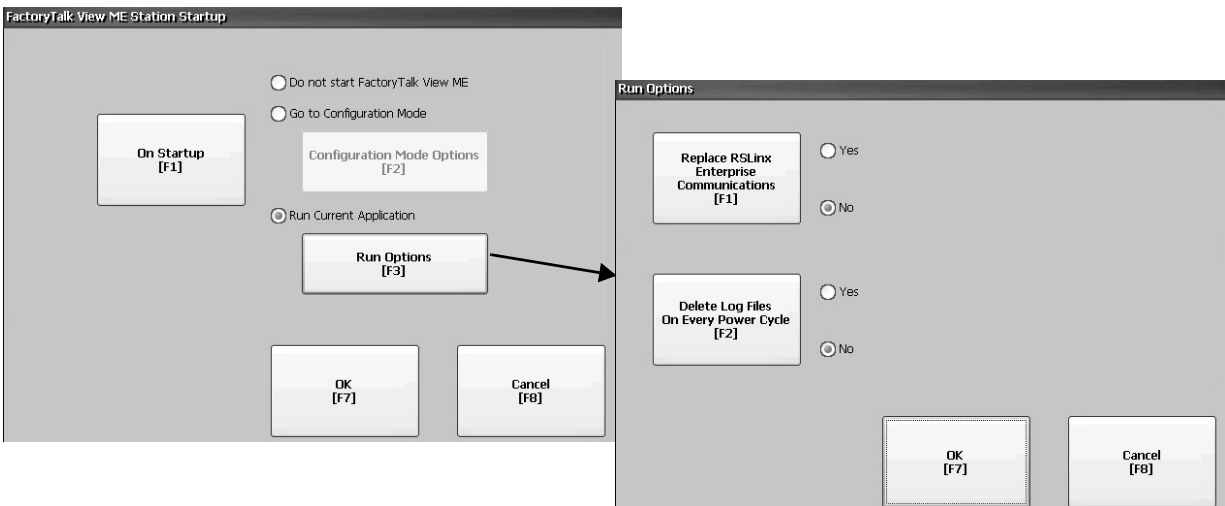 FactoryTalk View ME Station Startup
Do not start FactoryTalk View ME
Go to Configuration Mode
On Startup
[F1]
Configuration Mode Options
[F2]
Run Current Application
Run Options
[F3]
OK
[F7]
Cancel
[F8]
Run Options
Replace RSLinx
Enterprise
Communications
[F1]
Yes
No
Delete Log Files
On Every Power Cycle
[F2]
Yes
No
OK
[F7]
Cancel
[F8]